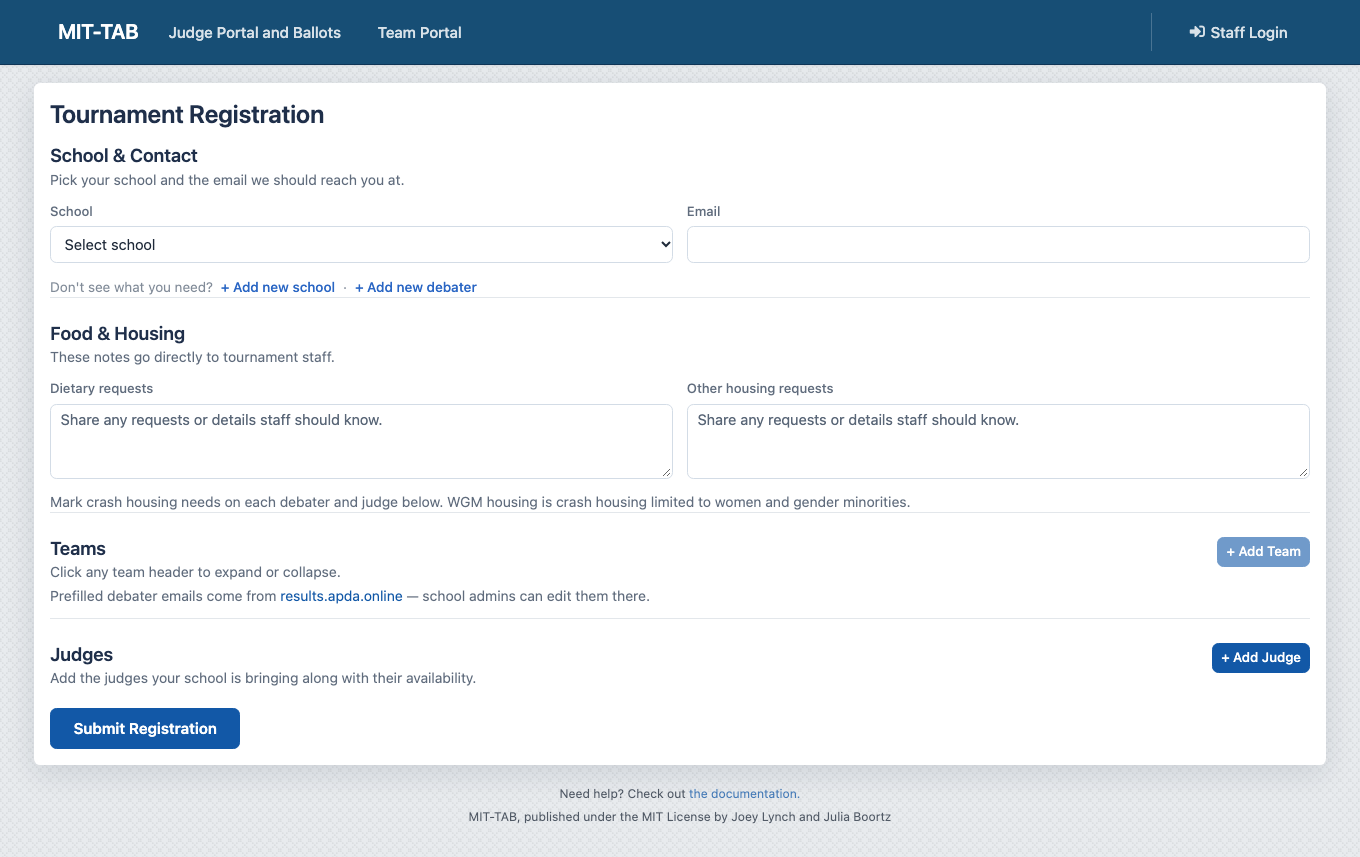 MIT-TAB
Judge Portal and Ballots
Team Portal
Staff Login
Tournament Registration
School & Contact
Pick your school and the email we should reach you at.
School
Email
Select school
Don't see what you need? + Add new school · + Add new debater
Food & Housing
These notes go directly to tournament staff.
Dietary requests
Other housing requests
Share any requests or details staff should know.
Share any requests or details staff should know.
Mark crash housing needs on each debater and judge below. WGM housing is crash housing limited to women and gender minorities.
Teams
+ Add Team
Click any team header to expand or collapse.
Prefilled debater emails come from results.apda.online — school admins can edit them there.
Judges
+ Add Judge
Add the judges your school is bringing along with their availability.
Submit Registration
Need help? Check out the documentation.
MIT-TAB, published under the MIT License by Joey Lynch and Julia Boortz